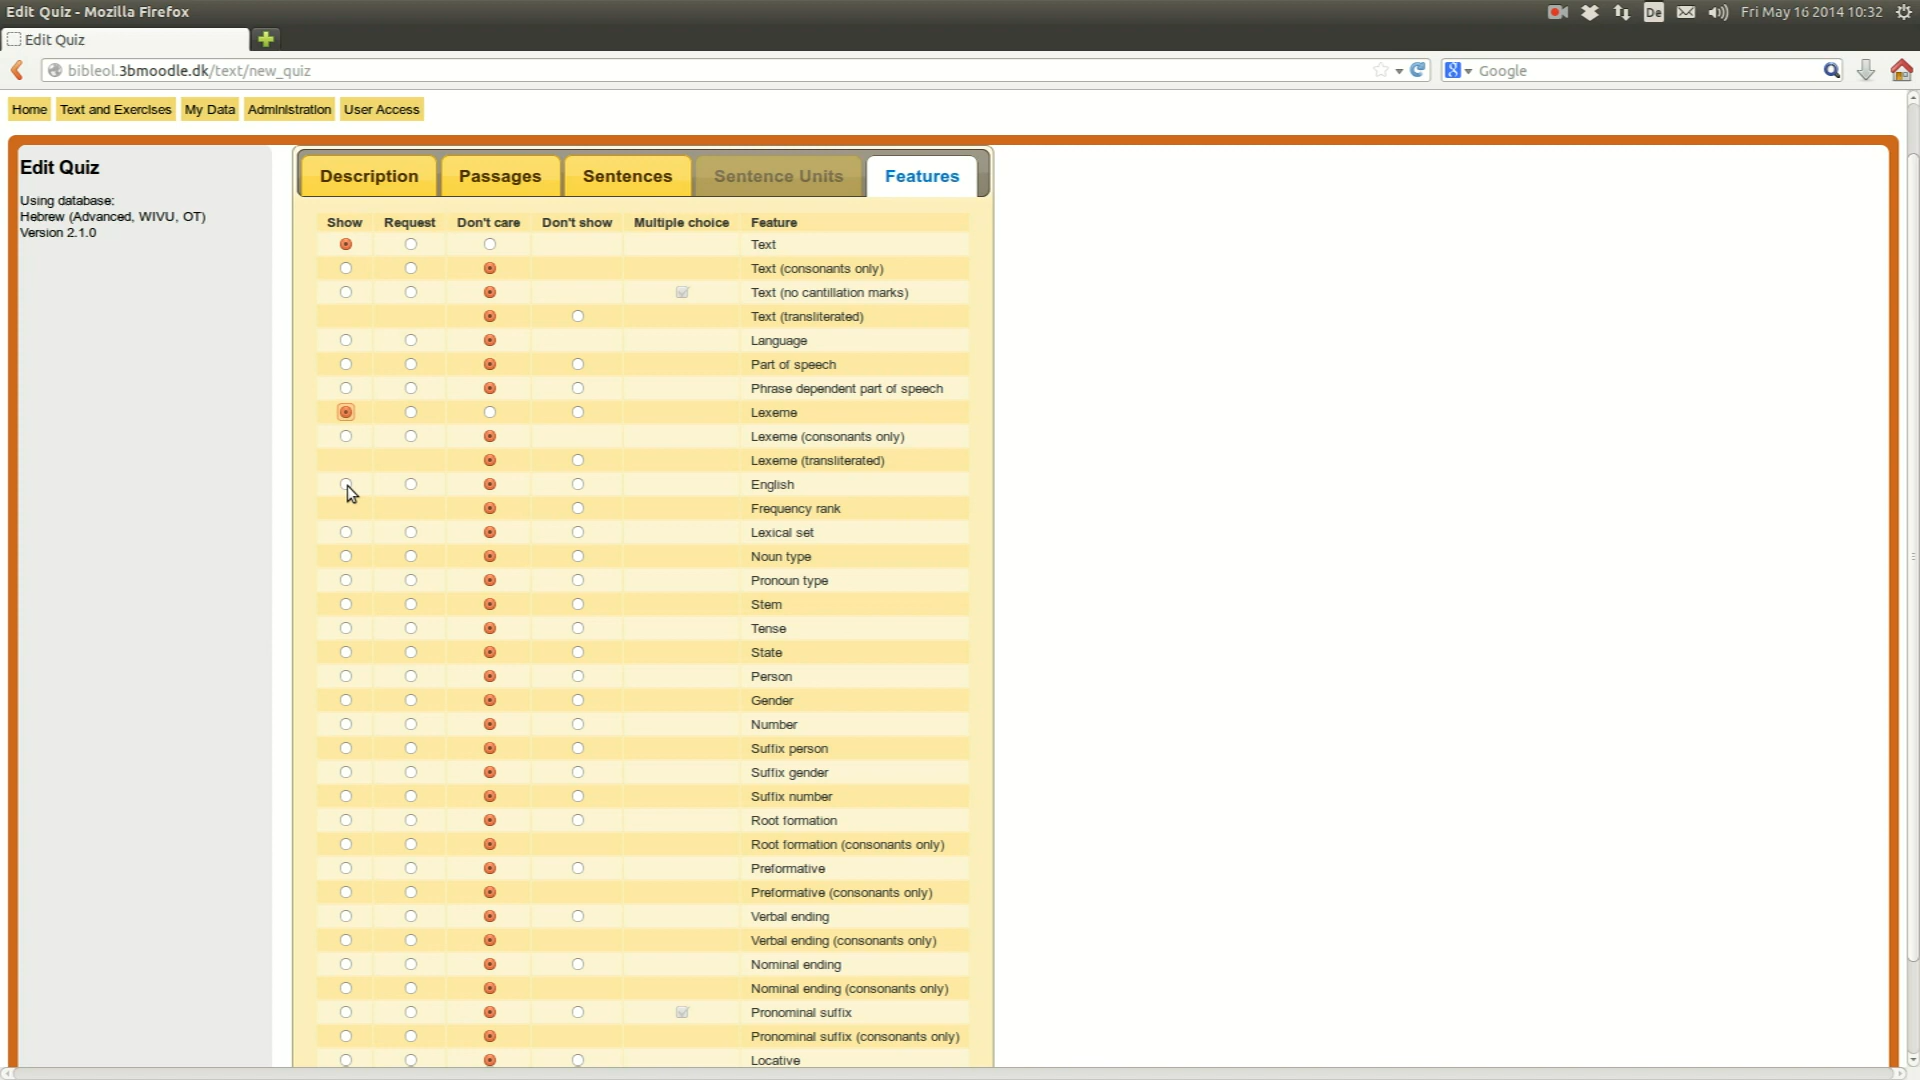 Edit Quiz - Mozilla Firefox
De
Fri May 16 2014 10:32
Edit Quiz
bibleol.3bmoodle.dk/text/new_quiz
Google
Home
Text and Exercises
My Data
Administration
User Access
Edit Quiz
Using database:
Hebrew (Advanced, WIVU, OT)
Version 2.1.0
Description
Passages
Sentences
Sentence Units
Features
Show Request Don't care Don't show Multiple choice Feature
Text
Text (consonants only)
Text (no cantillation marks)
Text (transliterated)
Language
Part of speech
Phrase dependent part of speech
Lexeme
Lexeme (consonants only)
Lexeme (transliterated)
English
Frequency rank
Lexical set
Noun type
Pronoun type
Stem
Tense
State
Person
Gender
Number
Suffix person
Suffix gender
Suffix number
Root formation
Root formation (consonants only)
Preformative
Preformative (consonants only)
Verbal ending
Verbal ending (consonants only)
Nominal ending
Nominal ending (consonants only)
Pronominal suffix
Pronominal suffix (consonants only)
Locative